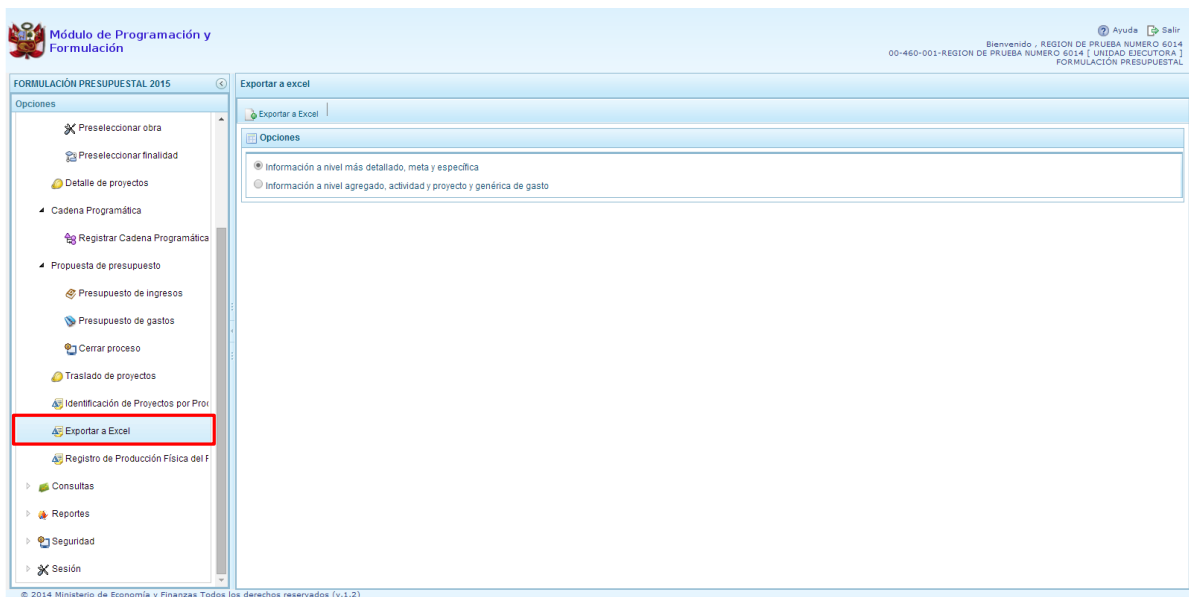 Módulo de Programación y
Formulación
Ayuda Salir
Bienvenido , REGION DE PRUEBA NUMERO 6014
00-460-001-REGION DE PRUEBA NUMERO 6014 [ UNIDAD EJECUTORA ]
FORMULACIÓN PRESUPUESTAL
FORMULACIÓN PRESUPUESTAL 2015
Opciones
Preseleccionar obra
Preseleccionar finalidad
Detalle de proyectos
Cadena Programática
Registrar Cadena Programática
Propuesta de presupuesto
Presupuesto de ingresos
Presupuesto de gastos
Cerrar proceso
Traslado de proyectos
Identificación de Proyectos por Proc
Exportar a Excel
Registro de Producción Física del P
Consultas
Reportes
Seguridad
Sesión
Exportar a excel
Exportar a Excel
Opciones
Información a nivel más detallado, meta y específica
Información a nivel agregado, actividad y proyecto y genérica de gasto
© 2014 Ministerio de Economía y Finanzas Todos los derechos reservados (v.1.2)